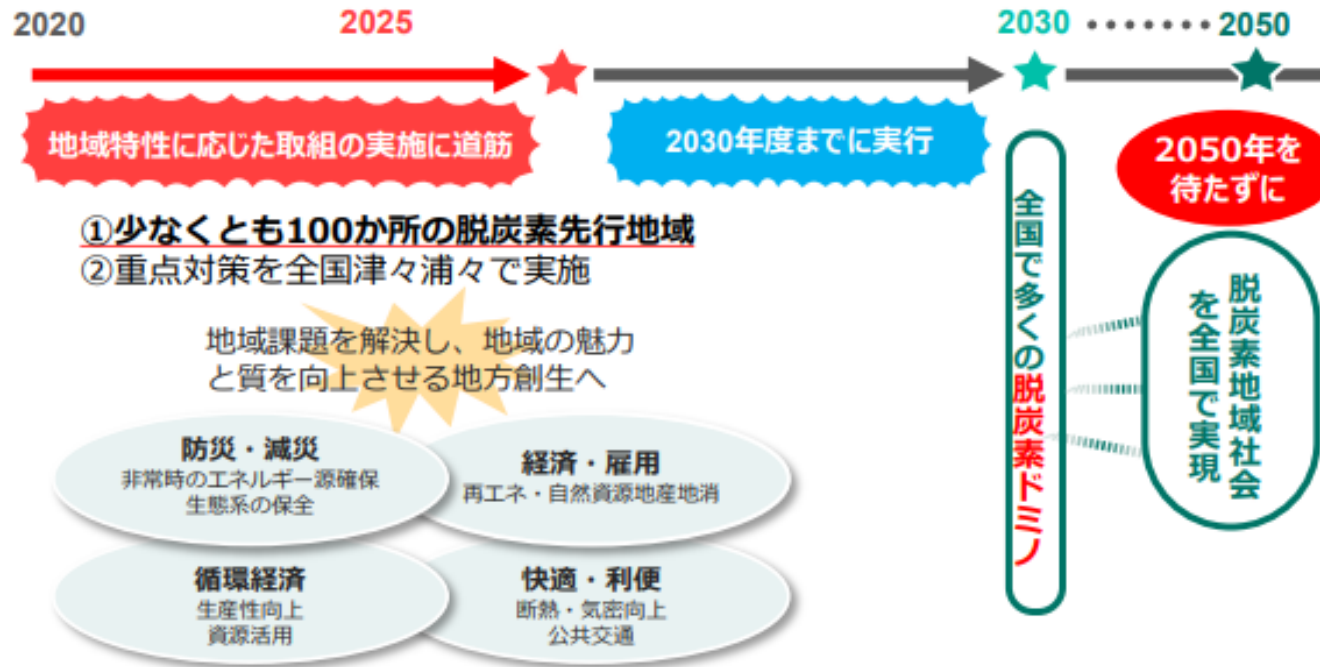 2020
2025
2030
2050
地域特性に応じた取組の実施に道筋
2030年度までに実行
①少なくとも100か所の脱炭素先行地域
②重点対策を全国津々浦々で実施
地域課題を解決し、地域の魅力
と質を向上させる地方創生へ
防災・減災
非常時のエネルギー源確保
生態系の保全
経済・雇用
再エネ・自然資源地産地消
循環経済
生産性向上
資源活用
快適・利便
断熱・気密向上
公共交通
全国で多くの脱炭素ドミノ
2050年を
待たずに
脱炭素地域社会
を全国で実現